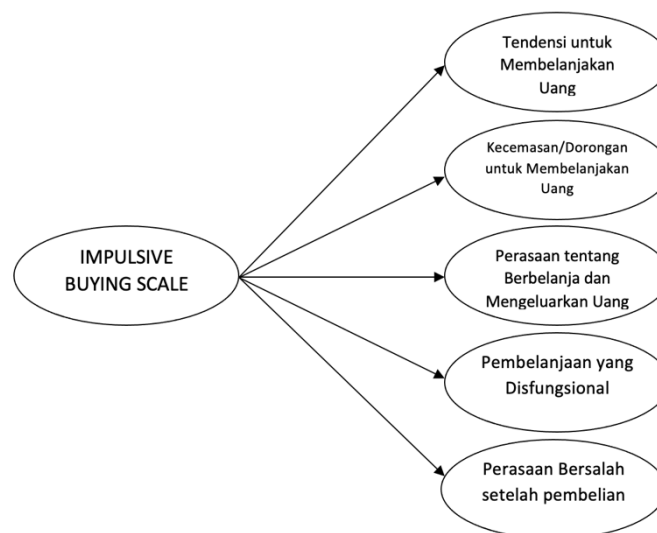 Tendensi untuk
Membelanjakan
Uang
Kecemasan/Dorongan
untuk Membelanjakan
Uang
IMPULSIVE
BUYING SCALE
Perasaan tentang
Berbelanja dan
Mengeluarkan Uang
Pembelanjaan yang
Disfungsional
Perasaan Bersalah
setelah pembelian